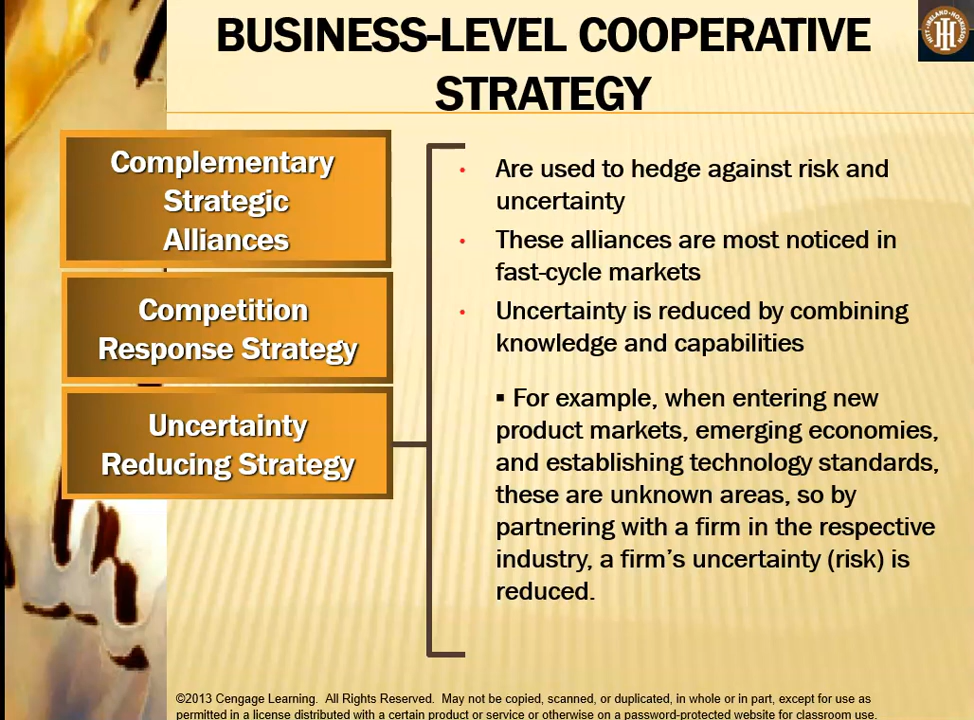 BUSINESS-LEVEL COOPERATIVE
STRATEGY
HITT · IRELAND · HOSKISSON
Complementary
Strategic
Alliances
Competition
Response Strategy
Uncertainty
Reducing Strategy
• Are used to hedge against risk and
uncertainty
• These alliances are most noticed in
fast-cycle markets
• Uncertainty is reduced by combining
knowledge and capabilities
▪ For example, when entering new
product markets, emerging economies,
and establishing technology standards,
these are unknown areas, so by
partnering with a firm in the respective
industry, a firm's uncertainty (risk) is
reduced.
©2013 Cengage Learning. All Rights Reserved. May not be copied, scanned, or duplicated, in whole or in part, except for use as
permitted in a license distributed with a certain product or service or otherwise on a password-protected website for classroom use.